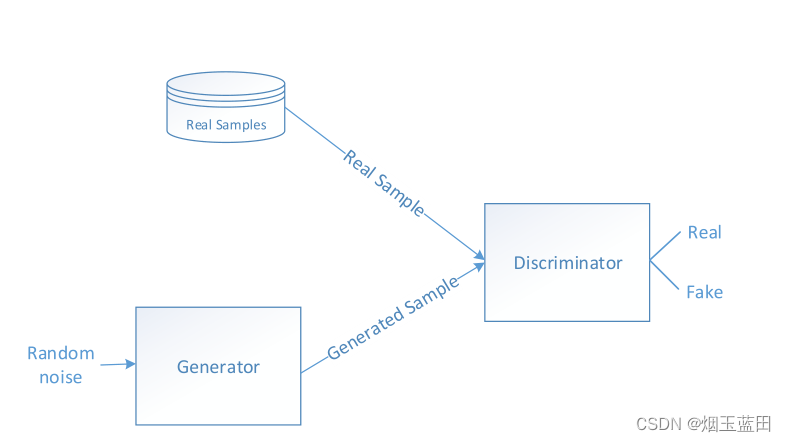 Real Samples
Real Sample
Discriminator
Real
Fake
Generated Sample
Random
noise
Generator
CSDN @烟玉蓝田